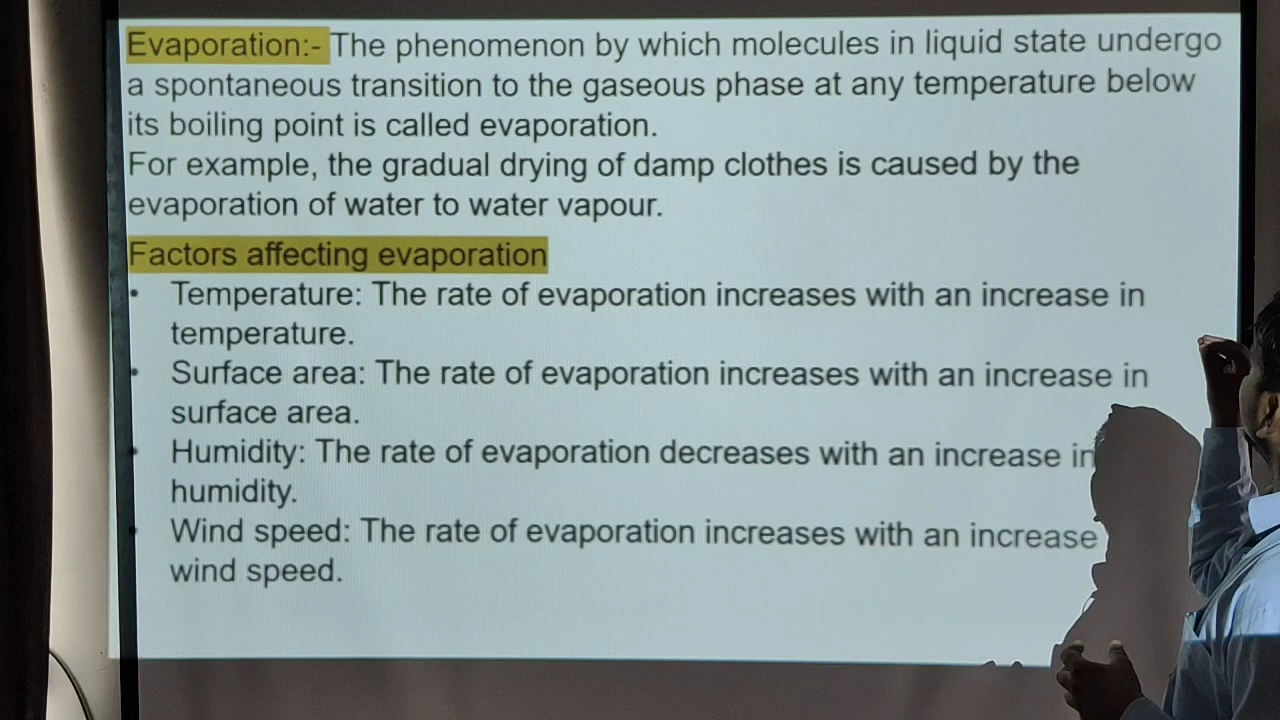 Evaporation:- The phenomenon by which molecules in liquid state undergo
a spontaneous transition to the gaseous phase at any temperature below
its boiling point is called evaporation.
For example, the gradual drying of damp clothes is caused by the
evaporation of water to water vapour.
Factors affecting evaporation
• Temperature: The rate of evaporation increases with an increase in
temperature.
• Surface area: The rate of evaporation increases with an increase in
surface area.
• Humidity: The rate of evaporation decreases with an increase in
humidity.
• Wind speed: The rate of evaporation increases with an increase
wind speed.